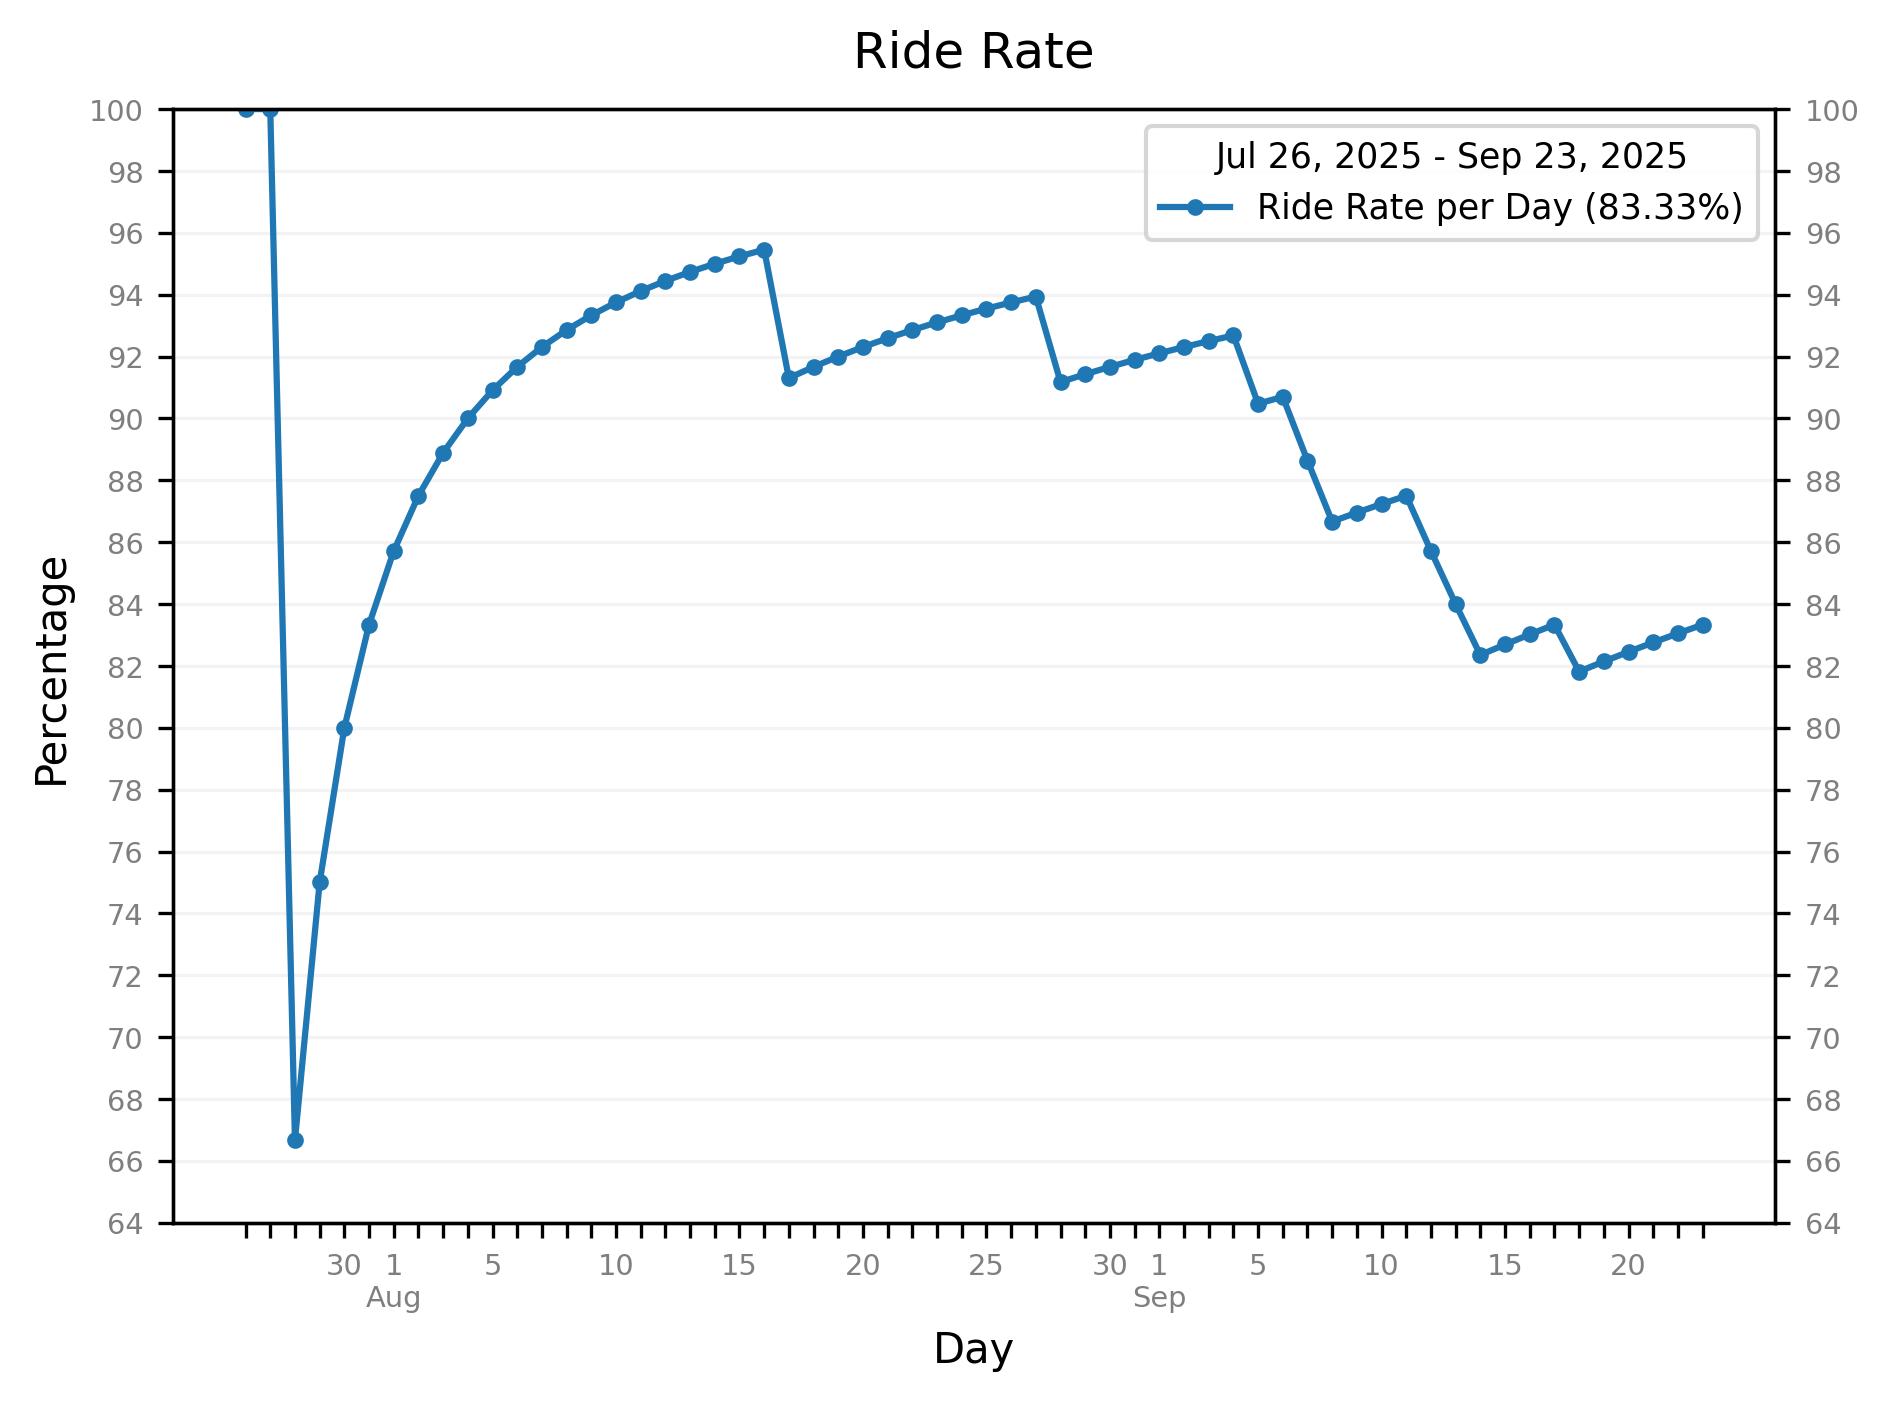 Ride Rate
Jul 26, 2025 - Sep 23, 2025
Ride Rate per Day (83.33%)
100 100
98 98
96 96
94 94
92 92
90 90
88 88
86 86
84 84
82 82
80 80
78 78
76 76
74 74
72 72
70 70
68 68
66 66
64 64
Percentage
30 1 5 10 15 20 25 30 1 5 10 15 20
Aug Sep
Day